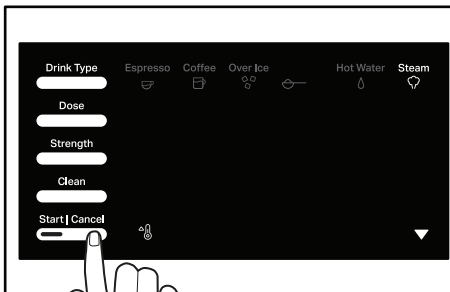 Drink Type Espresso Coffee Over Ice Hot Water Steam
Dose
Strength
Clean
Start | Cancel